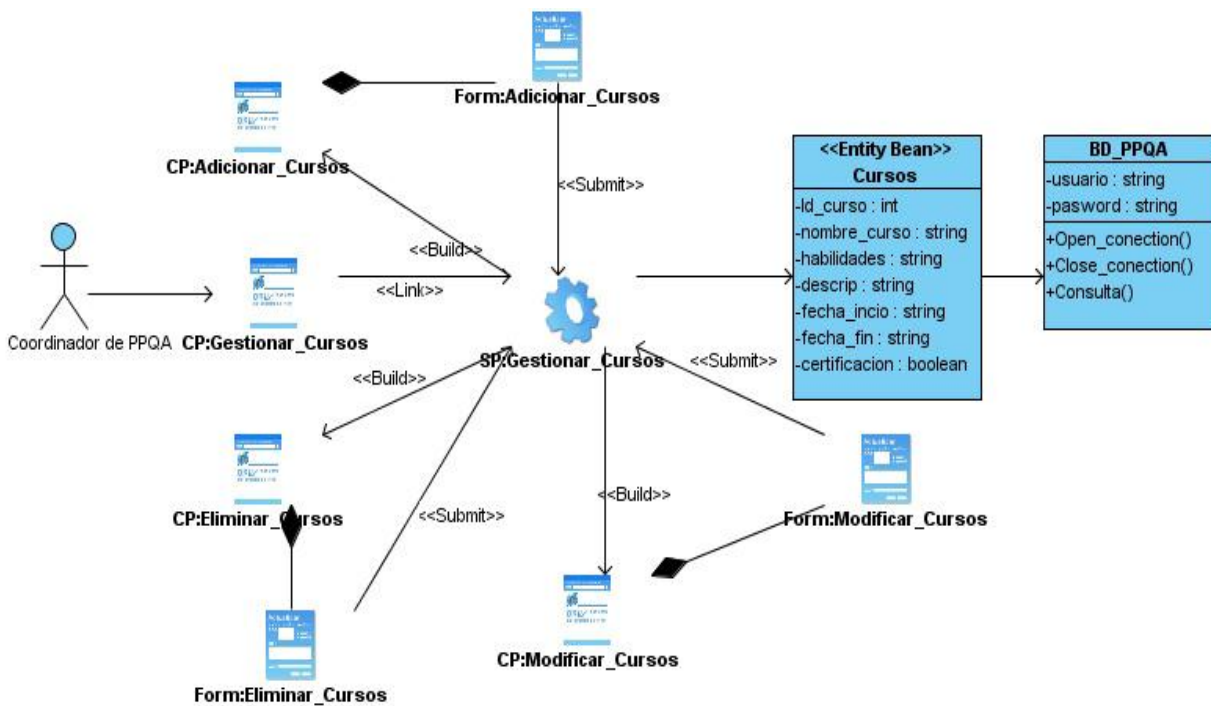 Form:Adicionar_Cursos
CP:Adicionar_Cursos
<<Submit>>
<<Build>>
<<Entity Bean>>
Cursos
-Id_curso : int
-nombre_curso : string
-habilidades : string
-descrip : string
-fecha_incio : string
-fecha_fin : string
-certificacion : boolean
BD_PPQA
-usuario : string
-pasword : string
+Open_conection()
+Close_conection()
+Consulta()
<<Link>>
Coordinador de PPQA
CP:Gestionar_Cursos
SP:Gestionar_Cursos
<<Build>>
<<Submit>>
CP:Eliminar_Cursos
<<Submit>>
<<Build>>
Form:Modificar_Cursos
CP:Modificar_Cursos
Form:Eliminar_Cursos